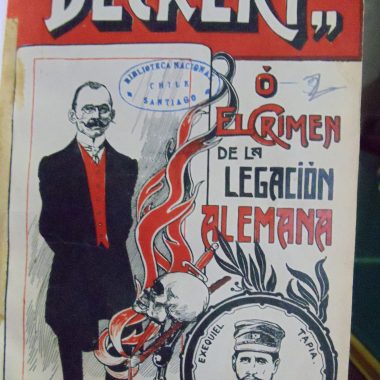 BECKERT„
BIBLIOTECA NACIONAL
CHILE
SANTIAGO
Ó
EL CRIMEN
DE LA
LEGACIÓN
ALEMANA
EXEQUIEL TAPIA